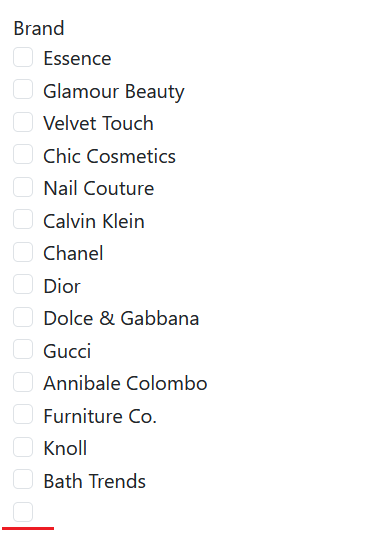 Brand
Essence
Glamour Beauty
Velvet Touch
Chic Cosmetics
Nail Couture
Calvin Klein
Chanel
Dior
Dolce & Gabbana
Gucci
Annibale Colombo
Furniture Co.
Knoll
Bath Trends